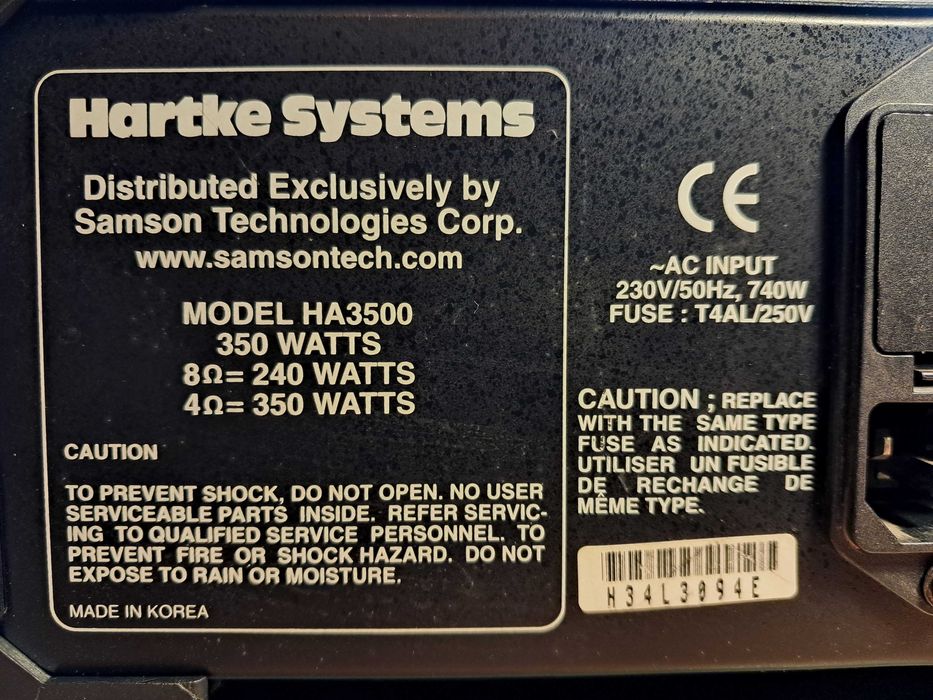 Hartke Systems
Distributed Exclusively by
Samson Technologies Corp.
www.samsontech.com
MODEL HA3500
350 WATTS
8Ω= 240 WATTS
4Ω= 350 WATTS
CAUTION
TO PREVENT SHOCK, DO NOT OPEN. NO USER
SERVICEABLE PARTS INSIDE. REFER SERVIC-
ING TO QUALIFIED SERVICE PERSONNEL. TO
PREVENT FIRE OR SHOCK HAZARD. DO NOT
EXPOSE TO RAIN OR MOISTURE.
MADE IN KOREA
CE
~AC INPUT
230V/50Hz, 740W
FUSE : T4AL/250V
CAUTION ; REPLACE
WITH THE SAME TYPE
FUSE AS INDICATED.
UTILISER UN FUSIBLE
DE RECHANGE DE
MÊME TYPE.
H34L3094E